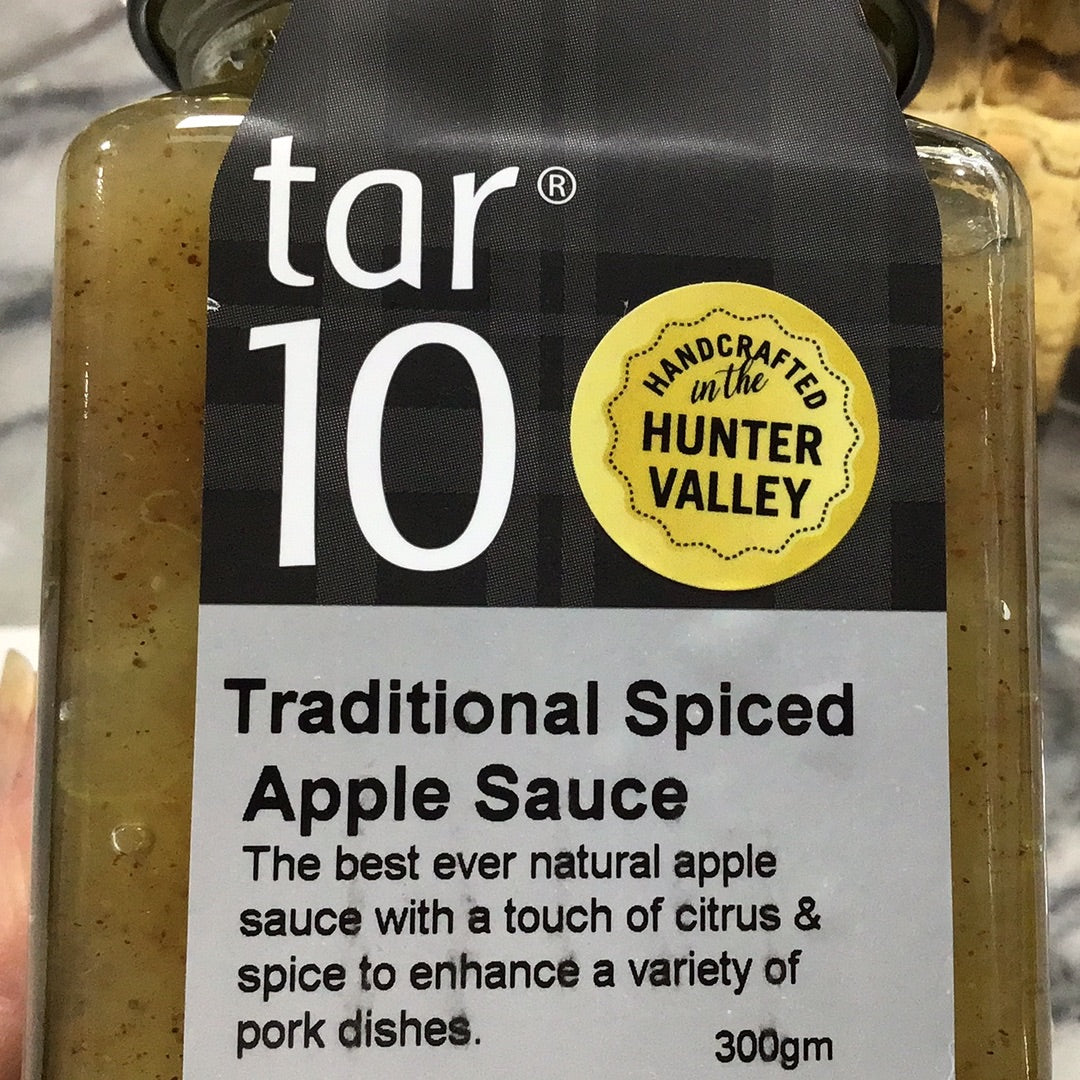 tar®
10
HANDCRAFTED
in the
HUNTER
VALLEY
Traditional Spiced
Apple Sauce
The best ever natural apple
sauce with a touch of citrus &
spice to enhance a variety of
pork dishes.
300gm